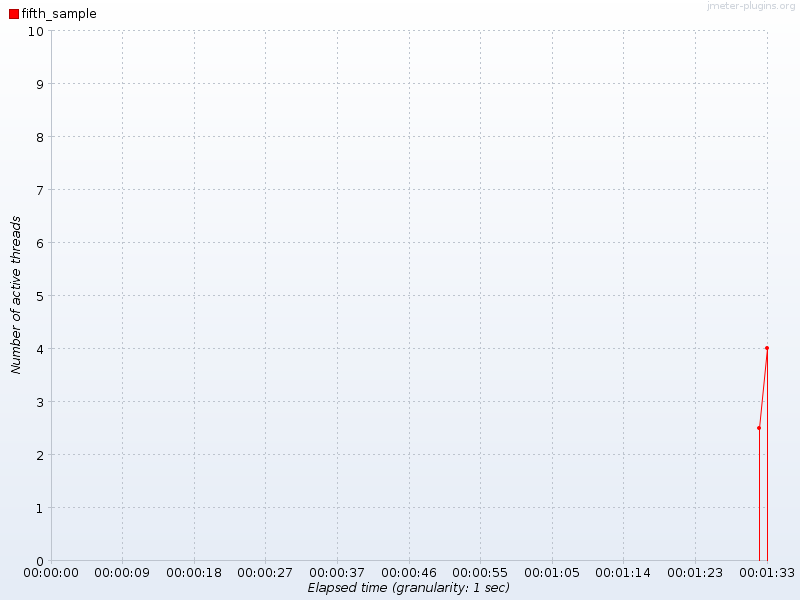 fifth_sample
jmeter-plugins.org
10
9
8
7
6
5
4
3
2
1
0
Number of active threads
00:00:00 00:00:09 00:00:18 00:00:27 00:00:37 00:00:46 00:00:55 00:01:05 00:01:14 00:01:23 00:01:33
Elapsed time (granularity: 1 sec)